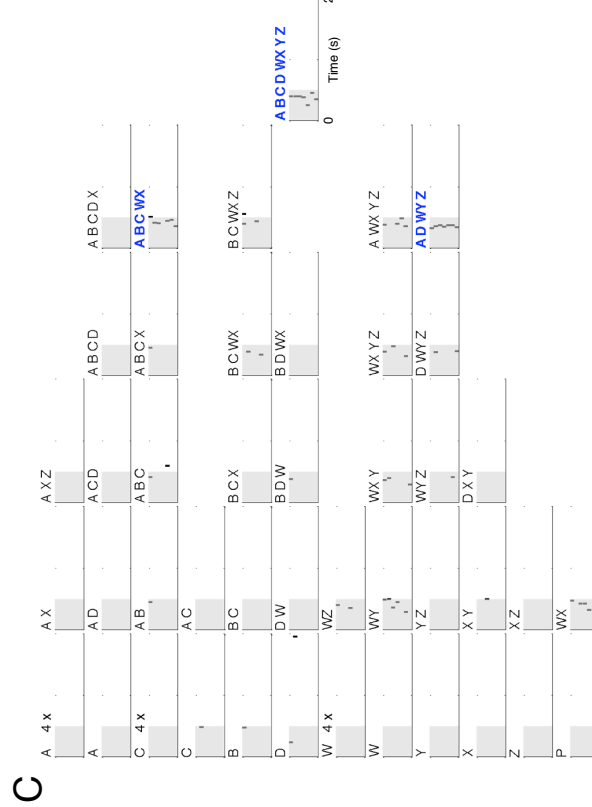 C
A 4 x
A
C 4 x
C
B
D
W 4 x
W
Y
X
Z
P
A X
A D
A B
A C
B C
D W
WZ
WY
Y Z
X Y
X Z
WX
A X Z
A C D
A B C
B C X
B D W
WX Y
WY Z
D X Y
A B C D
A B C X
B C WX
B D WX
WX Y Z
D WY Z
A B C D X
A B C WX
B C WX Z
A WX Y Z
A D WY Z
A B C D WX Y Z
0
2
Time (s)